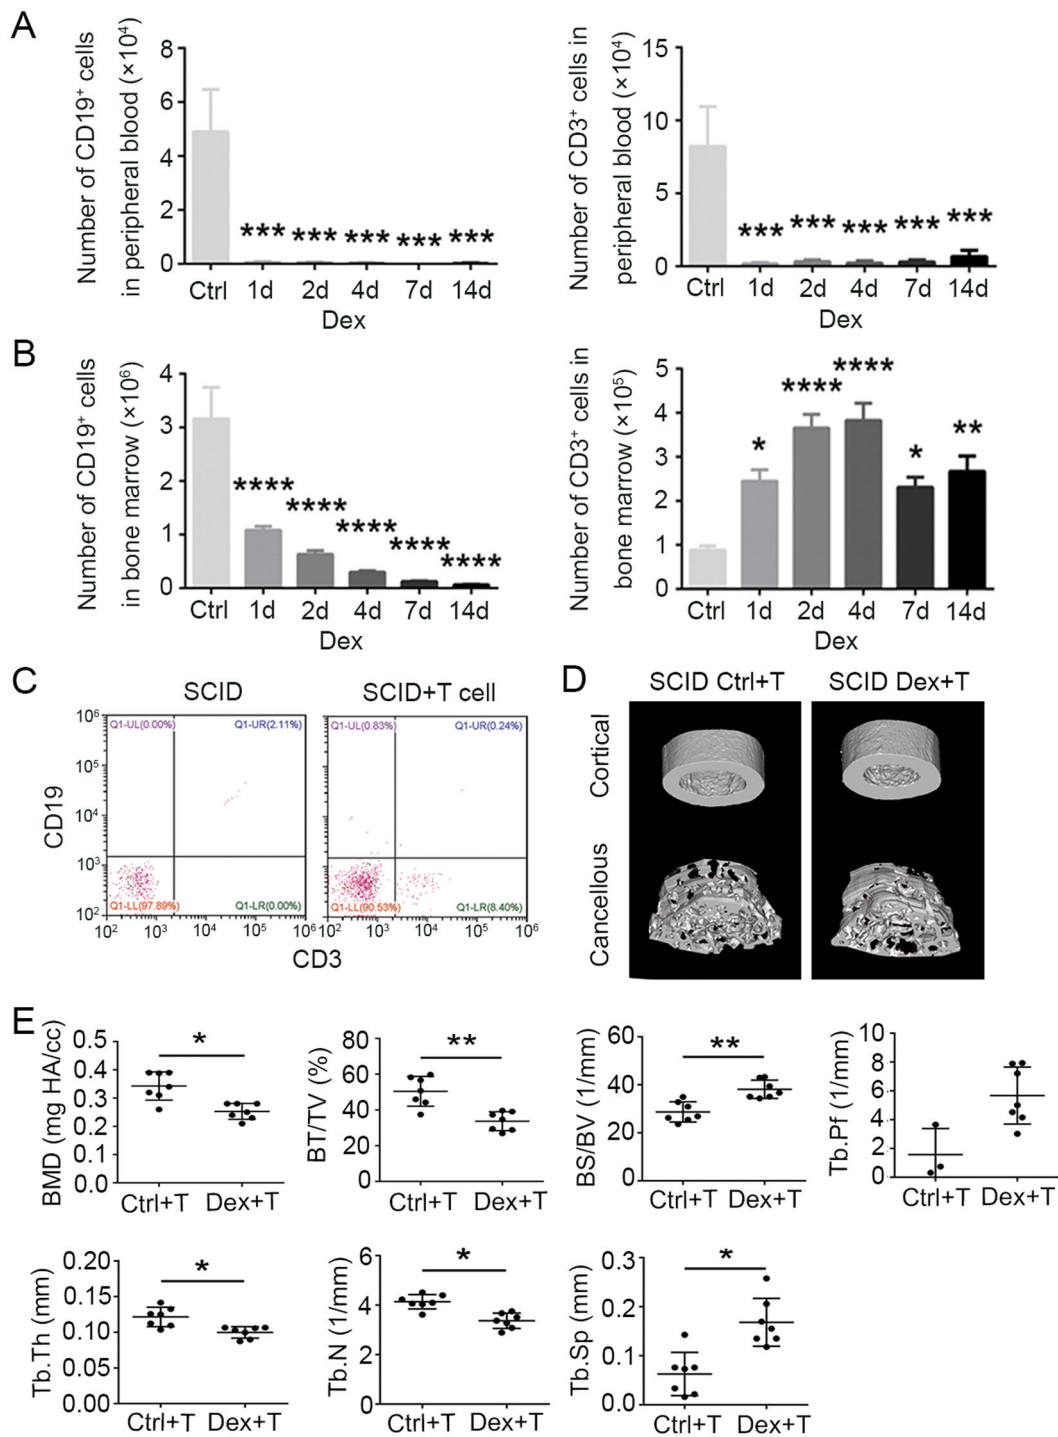 A
Number of CD19⁺ cells
in peripheral blood (×10⁴)
8
6
4
2
0
*** *** *** *** ***
Ctrl 1d 2d 4d 7d 14d
Dex
Number of CD3⁺ cells in
peripheral blood (×10⁴)
15
10
5
0
*** *** *** *** ***
Ctrl 1d 2d 4d 7d 14d
Dex
B
Number of CD19⁺ cells
in bone marrow (×10⁶)
4
3
2
1
0
**** **** **** **** ****
Ctrl 1d 2d 4d 7d 14d
Dex
Number of CD3⁺ cells in
bone marrow (×10⁵)
5
4
3
2
1
0
* **** **** * **
Ctrl 1d 2d 4d 7d 14d
Dex
C
SCID
SCID+T cell
CD19
10⁶
10⁵
10⁴
10³
10²
Q1-UL(0.00%) Q1-UR(2.11%)
Q1-LL(97.89%) Q1-LR(0.00%)
10² 10³ 10⁴ 10⁵ 10⁶
Q1-UL(0.83%) Q1-UR(0.24%)
Q1-LL(90.53%) Q1-LR(8.40%)
10² 10³ 10⁴ 10⁵ 10⁶
CD3
D
SCID Ctrl+T SCID Dex+T
Cortical
Cancellous
E
BMD (mg HA/cc)
0.5
0.4
0.3
0.2
0.1
0.0
*
Ctrl+T Dex+T
BT/TV (%)
80
60
40
20
0
**
Ctrl+T Dex+T
BS/BV (1/mm)
60
40
20
0
**
Ctrl+T Dex+T
Tb.Pf (1/mm)
10
8
6
4
2
0
Ctrl+T Dex+T
Tb.Th (mm)
0.20
0.15
0.10
0.05
0.00
*
Ctrl+T Dex+T
Tb.N (1/mm)
6
4
2
0
*
Ctrl+T Dex+T
Tb.Sp (mm)
0.3
0.2
0.1
0.0
*
Ctrl+T Dex+T